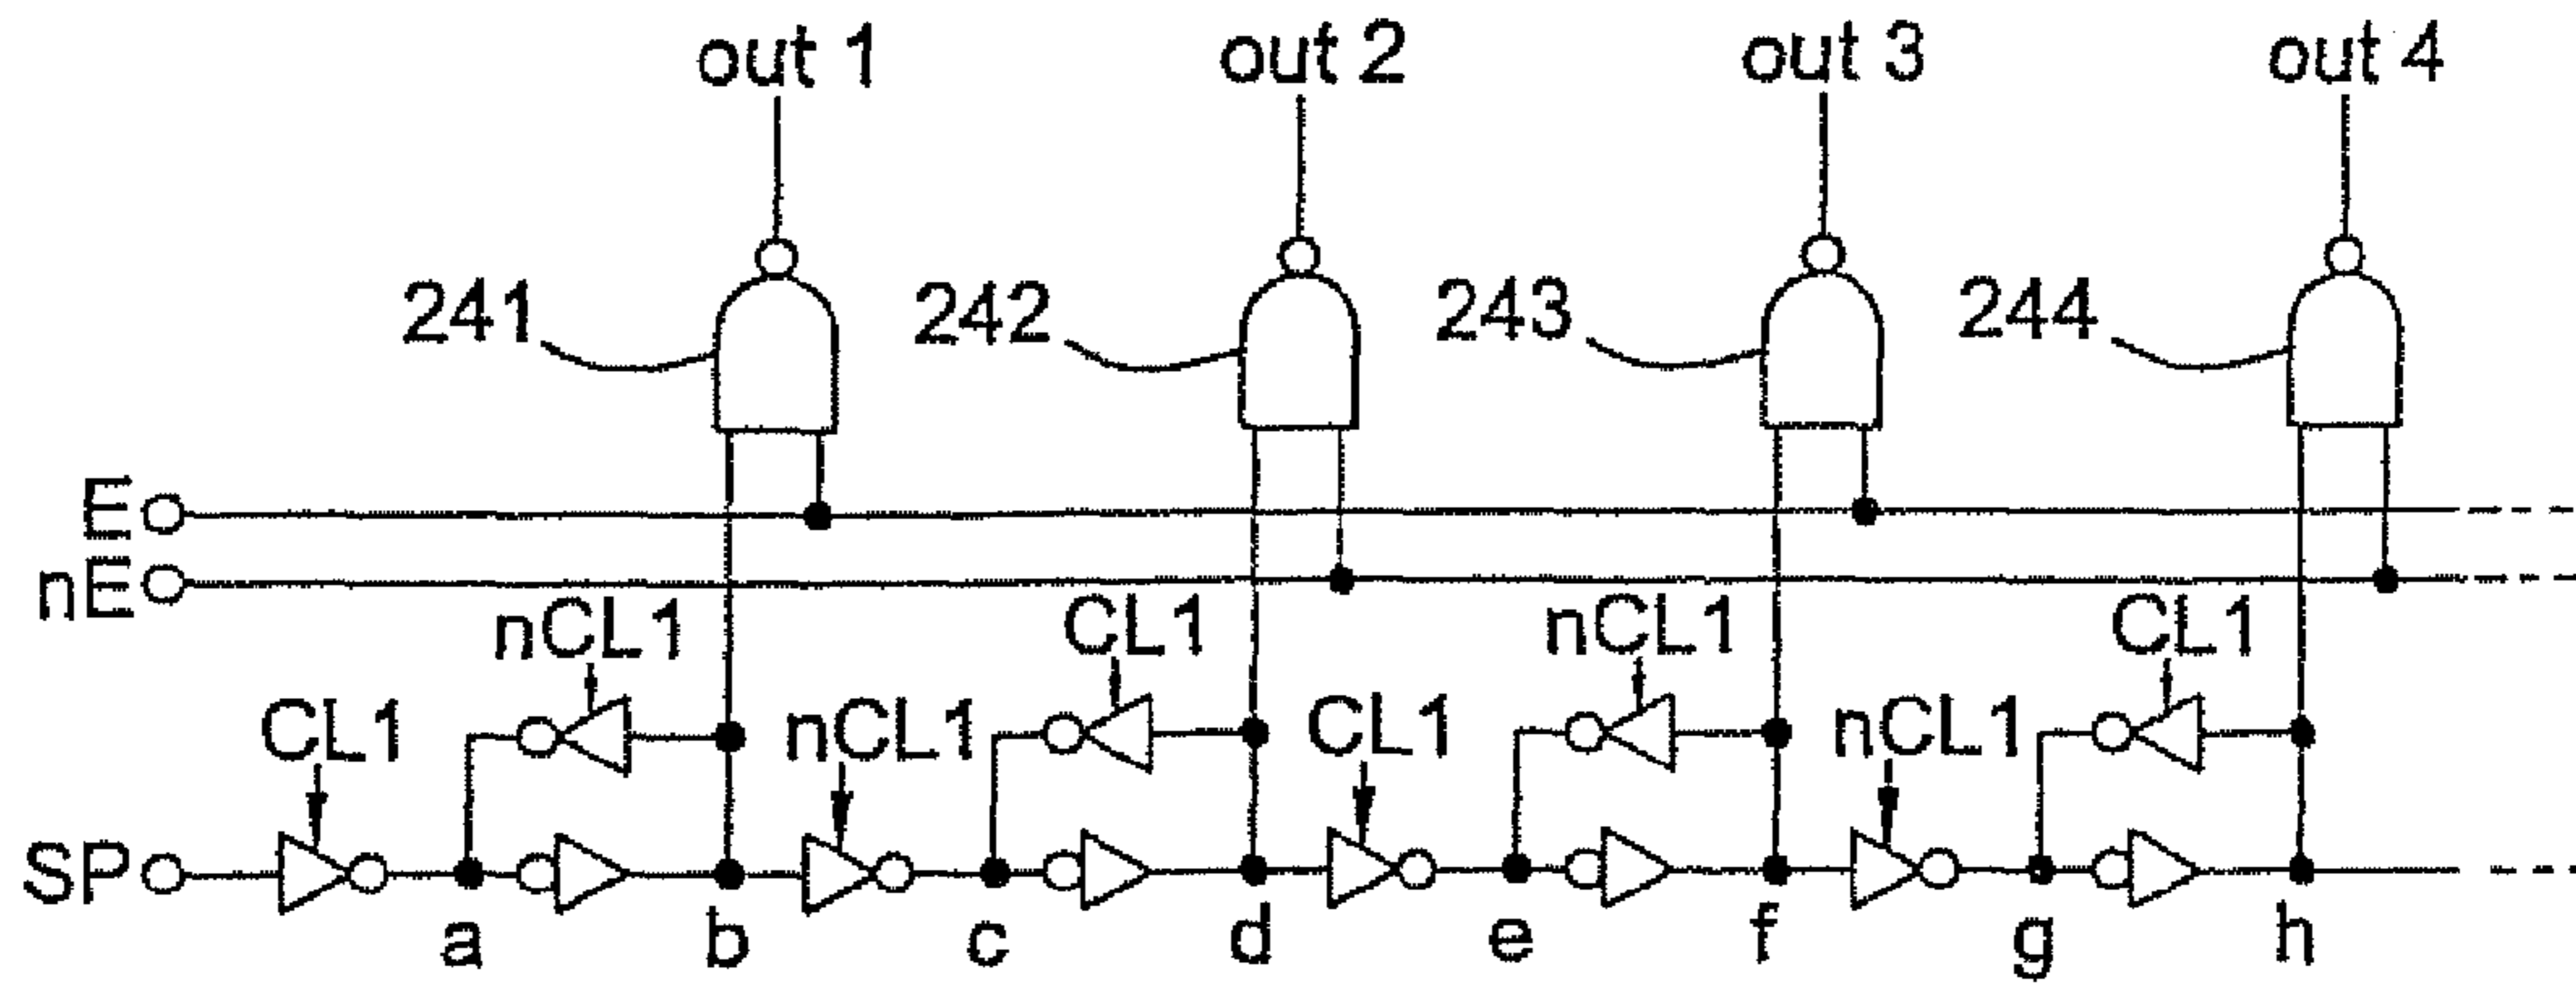 out 1 out 2 out 3 out 4
241 242 243 244
E
nE
nCL1 CL1 nCL1 CL1
CL1 nCL1 CL1 nCL1
SP
a b c d e f g h